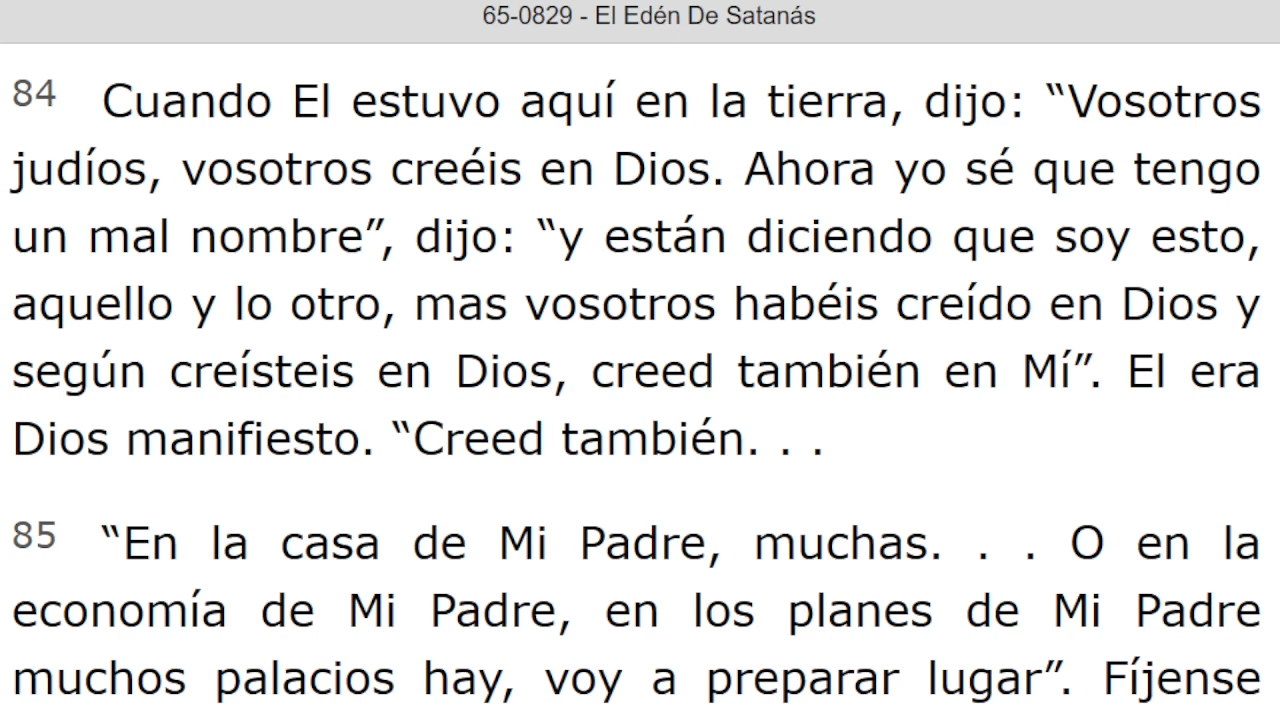 65-0829 - El Edén De Satanás
84 Cuando El estuvo aquí en la tierra, dijo: “Vosotros
judíos, vosotros creéis en Dios. Ahora yo sé que tengo
un mal nombre”, dijo: “y están diciendo que soy esto,
aquello y lo otro, mas vosotros habéis creído en Dios y
según creísteis en Dios, creed también en Mí”. El era
Dios manifiesto. “Creed también. . .
85 “En la casa de Mi Padre, muchas. . . O en la
economía de Mi Padre, en los planes de Mi Padre
muchos palacios hay, voy a preparar lugar”. Fíjense